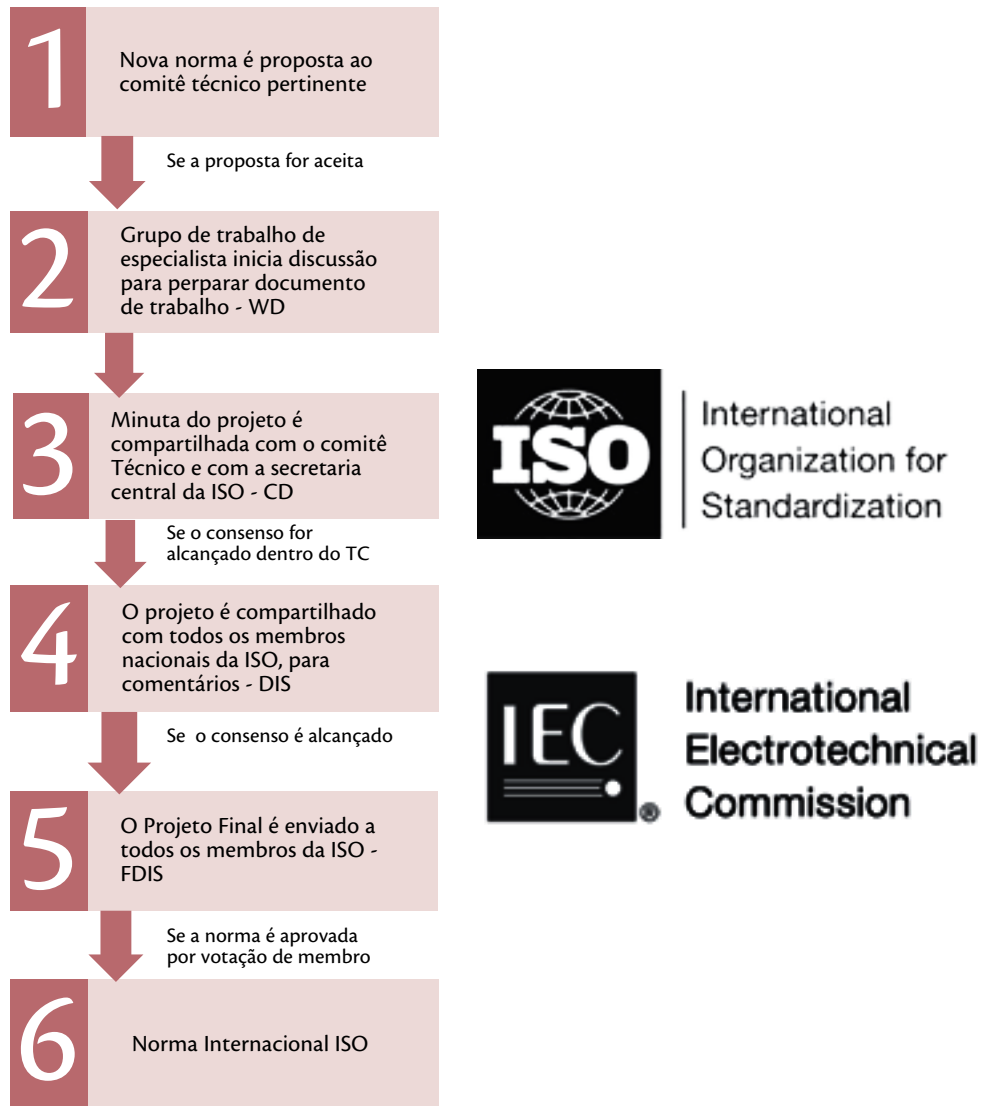 1
Nova norma é proposta ao
comitê técnico pertinente
Se a proposta for aceita
2
Grupo de trabalho de
especialista inicia discussão
para perparar documento
de trabalho - WD
3
Minuta do projeto é
compartilhada com o comitê
Técnico e com a secretaria
central da ISO - CD
Se o consenso for
alcançado dentro do TC
4
O projeto é compartilhado
com todos os membros
nacionais da ISO, para
comentários - DIS
Se o consenso é alcançado
5
O Projeto Final é enviado a
todos os membros da ISO -
FDIS
Se a norma é aprovada
por votação de membro
6
Norma Internacional ISO
ISO
International
Organization for
Standardization
IEC
®
International
Electrotechnical
Commission